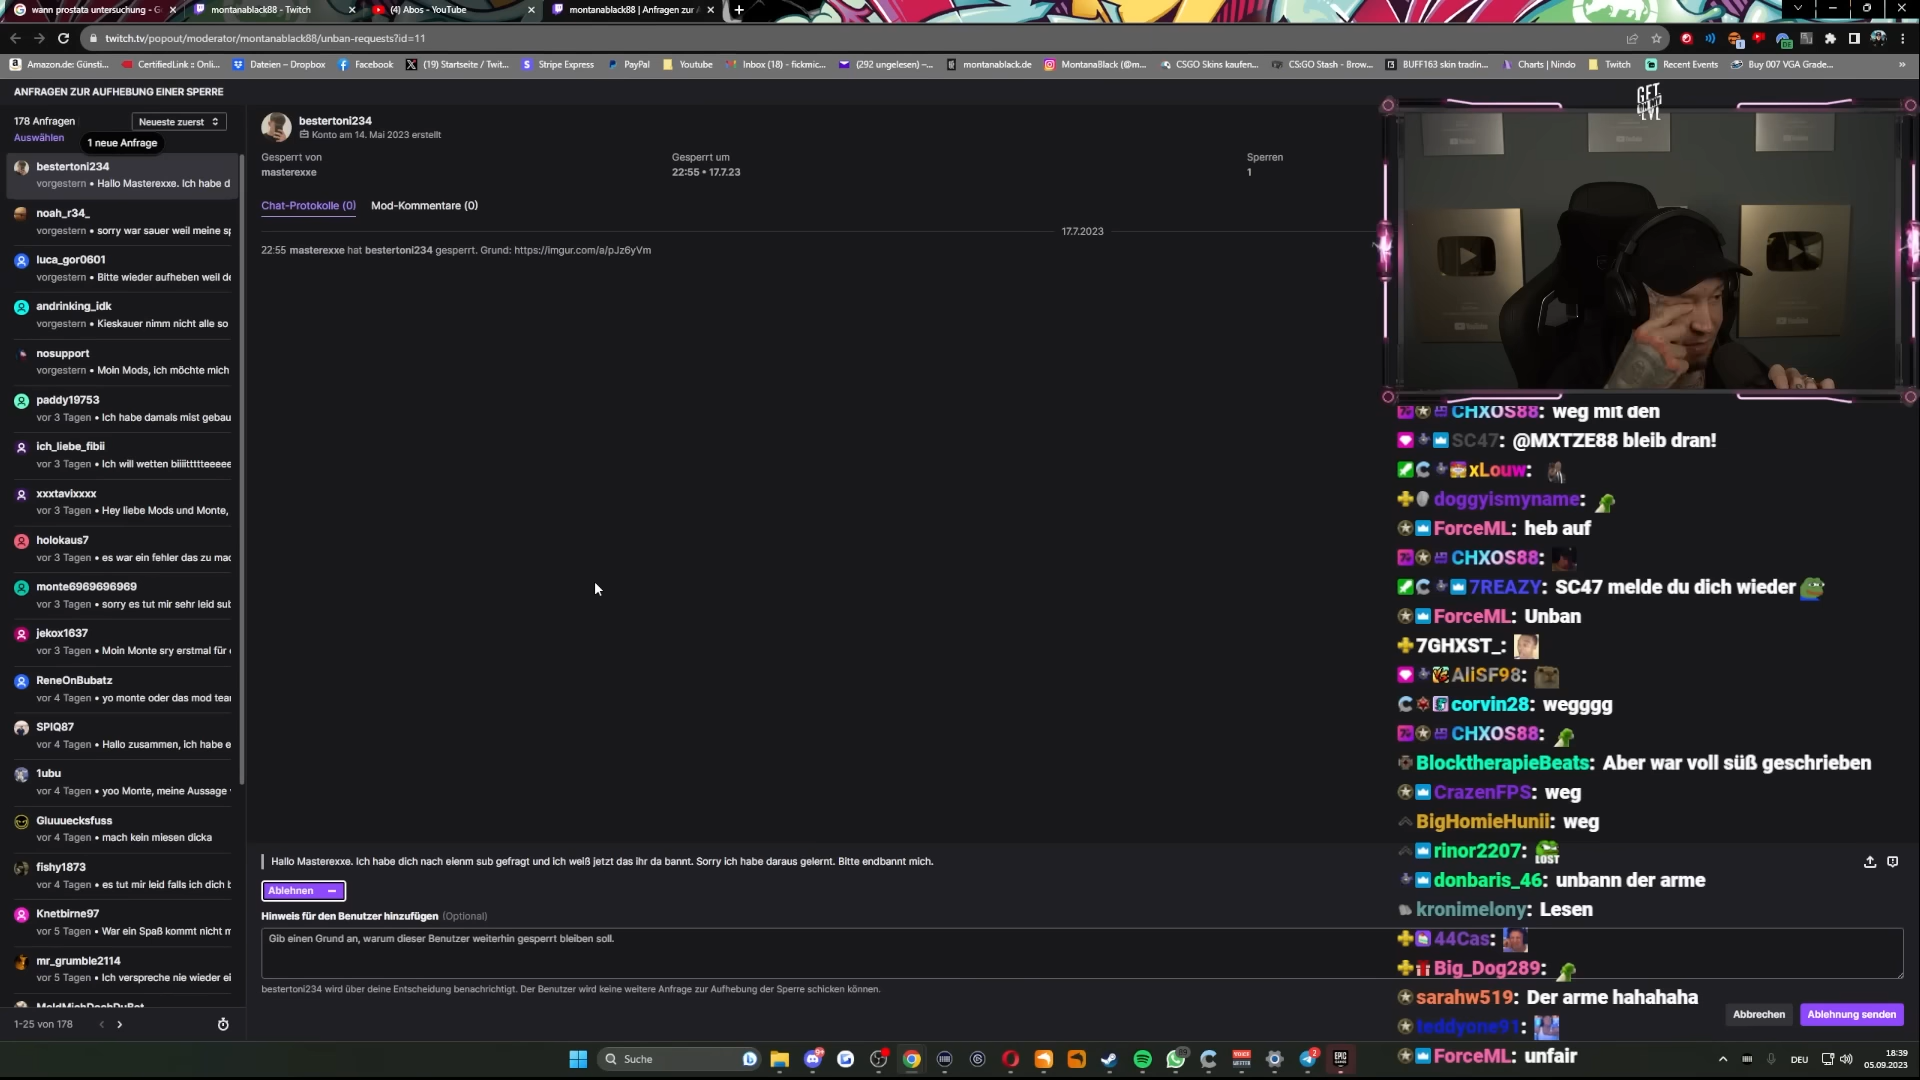 wann prostata untersuchung - G
montanablack88 - Twitch
(4) Abos - YouTube
montanablack88 | Anfragen zur
twitch.tv/popout/moderator/montanablack88/unban-requests?id=11
Amazon.de: Günsti...
CertifiedLink :: Onli...
Dateien – Dropbox
Facebook
(19) Startseite / Twit...
Stripe Express
PayPal
Youtube
Inbox (18) - fickmic...
(292 ungelesen) –...
montanablack.de
MontanaBlack (@m...
CSGO Skins kaufen...
CS:GO Stash - Brow...
BUFF163 skin tradin...
Charts | Nindo
Twitch
Recent Events
Buy 007 VGA Grade...
»
ANFRAGEN ZUR AUFHEBUNG EINER SPERRE
178 Anfragen
Neueste zuerst
Auswählen
1 neue Anfrage
bestertoni234
vorgestern • Hallo Masterexxe. Ich habe d
noah_r34_
vorgestern • sorry war sauer weil meine sp
luca_gor0601
vorgestern • Bitte wieder aufheben weil de
andrinking_idk
vorgestern • Kieskauer nimm nicht alle so
nosupport
vorgestern • Moin Mods, ich möchte mich
paddy19753
vor 3 Tagen • Ich habe damals mist gebau
ich_liebe_fibii
vor 3 Tagen • Ich will wetten biiiittttteeeee
xxxtavixxxx
vor 3 Tagen • Hey liebe Mods und Monte,
holokaus7
vor 3 Tagen • es war ein fehler das zu mac
monte6969696969
vor 3 Tagen • sorry es tut mir sehr leid sub
jekox1637
vor 3 Tagen • Moin Monte sry erstmal für
ReneOnBubatz
vor 4 Tagen • yo monte oder das mod tea
SPIQ87
vor 4 Tagen • Hallo zusammen, ich habe e
1ubu
vor 4 Tagen • yoo Monte, meine Aussage
Gluuuecksfuss
vor 4 Tagen • mach kein miesen dicka
fishy1873
vor 4 Tagen • es tut mir leid falls ich dich b
Knetbirne97
vor 5 Tagen • War ein Spaß kommt nicht m
mr_grumble2114
vor 5 Tagen • Ich verspreche nie wieder ei
MeldMichDochDuBot
1-25 von 178
bestertoni234
Konto am 14. Mai 2023 erstellt
Gesperrt von
masterexxe
Gesperrt um
22:55 • 17.7.23
Sperren
1
Chat-Protokolle (0)
Mod-Kommentare (0)
17.7.2023
22:55 masterexxe hat bestertoni234 gesperrt. Grund: https://imgur.com/a/pJz6yVm
Hallo Masterexxe. Ich habe dich nach eienm sub gefragt und ich weiß jetzt das ihr da bannt. Sorry ich habe daraus gelernt. Bitte endbannt mich.
Ablehnen
Hinweis für den Benutzer hinzufügen (Optional)
Gib einen Grund an, warum dieser Benutzer weiterhin gesperrt bleiben soll.
bestertoni234 wird über deine Entscheidung benachrichtigt. Der Benutzer wird keine weitere Anfrage zur Aufhebung der Sperre schicken können.
Abbrechen
Ablehnung senden
GET
LVL
YouTube
YouTube
YouTube
YouTube
YouTube
CHXOS88: weg mit den
SC47: @MXTZE88 bleib dran!
xLouw:
doggyismyname:
ForceML: heb auf
CHXOS88:
7REAZY: SC47 melde du dich wieder
ForceML: Unban
7GHXST_:
AliSF98:
corvin28: wegggg
CHXOS88:
BlocktherapieBeats: Aber war voll süß geschrieben
CrazenFPS: weg
BigHomieHunii: weg
rinor2207: LOST
donbaris_46: unbann der arme
kronimelony: Lesen
44Cas:
Big_Dog289:
sarahw519: Der arme hahahaha
teddyone91:
ForceML: unfair
Suche
DEU
18:39
05.09.2023